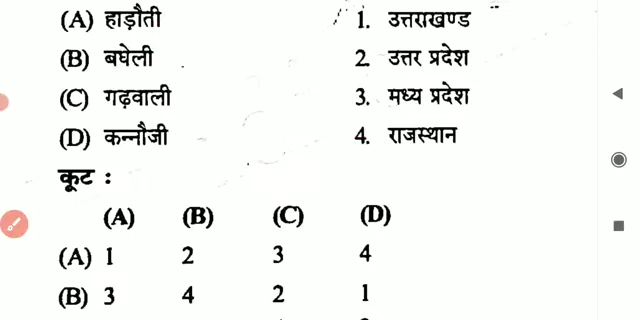 (A) हाड़ौती 1. उत्तराखण्ड
(B) बघेली 2. उत्तर प्रदेश
(C) गढ़वाली 3. मध्य प्रदेश
(D) कन्नौजी 4. राजस्थान
कूट :
(A) (B) (C) (D)
(A) 1 2 3 4
(B) 3 4 2 1